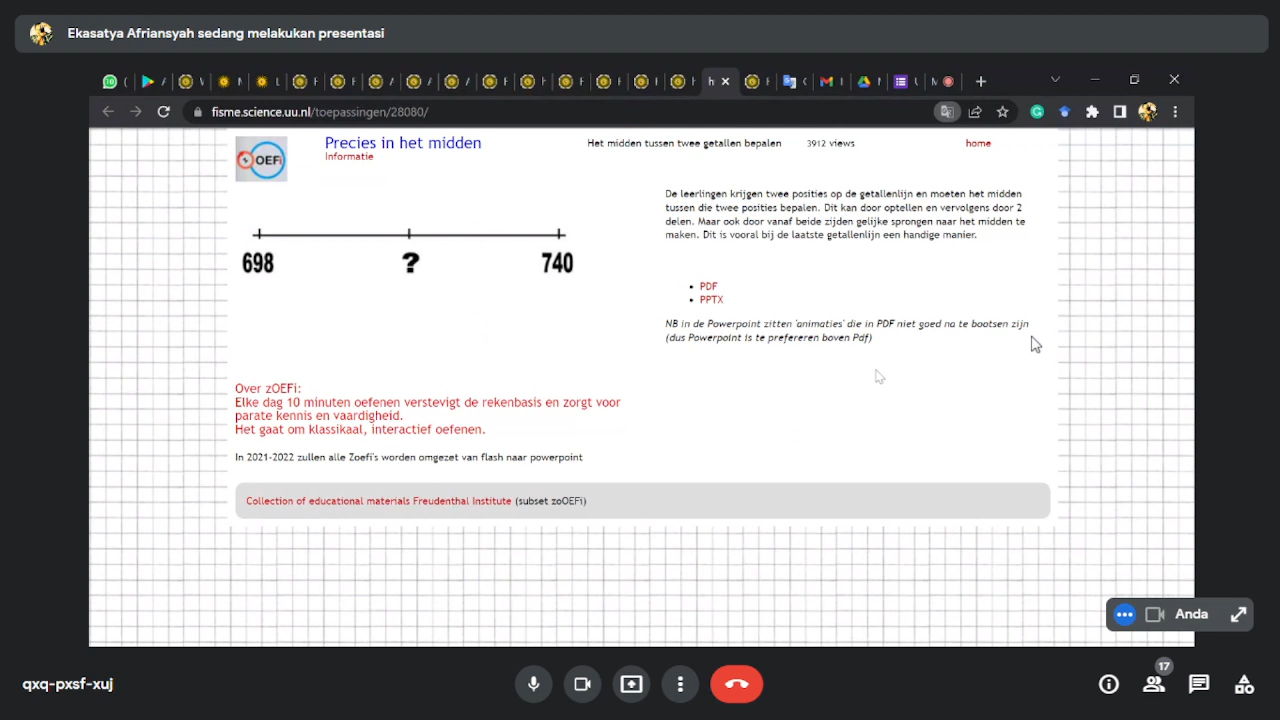 Ekasatya Afriansyah sedang melakukan presentasi
fisme.science.uu.nl/toepassingen/28080/
OEFi
Precies in het midden
Informatie
Het midden tussen twee getallen bepalen
3912 views
home
698
?
740
De leerlingen krijgen twee posities op de getallenlijn en moeten het midden
tussen die twee posities bepalen. Dit kan door optellen en vervolgens door 2
delen. Maar ook door vanaf beide zijden gelijke sprongen naar het midden te
maken. Dit is vooral bij de laatste getallenlijn een handige manier.
PDF
PPTX
NB in de Powerpoint zitten 'animaties' die in PDF niet goed na te bootsen zijn
(dus Powerpoint is te prefereren boven Pdf)
Over zOEFi:
Elke dag 10 minuten oefenen verstevigt de rekenbasis en zorgt voor
parate kennis en vaardigheid.
Het gaat om klassikaal, interactief oefenen.
In 2021-2022 zullen alle Zoefi's worden omgezet van flash naar powerpoint
Collection of educational materials Freudenthal Institute (subset zoOEFi)
Anda
qxq-pxsf-xuj
17